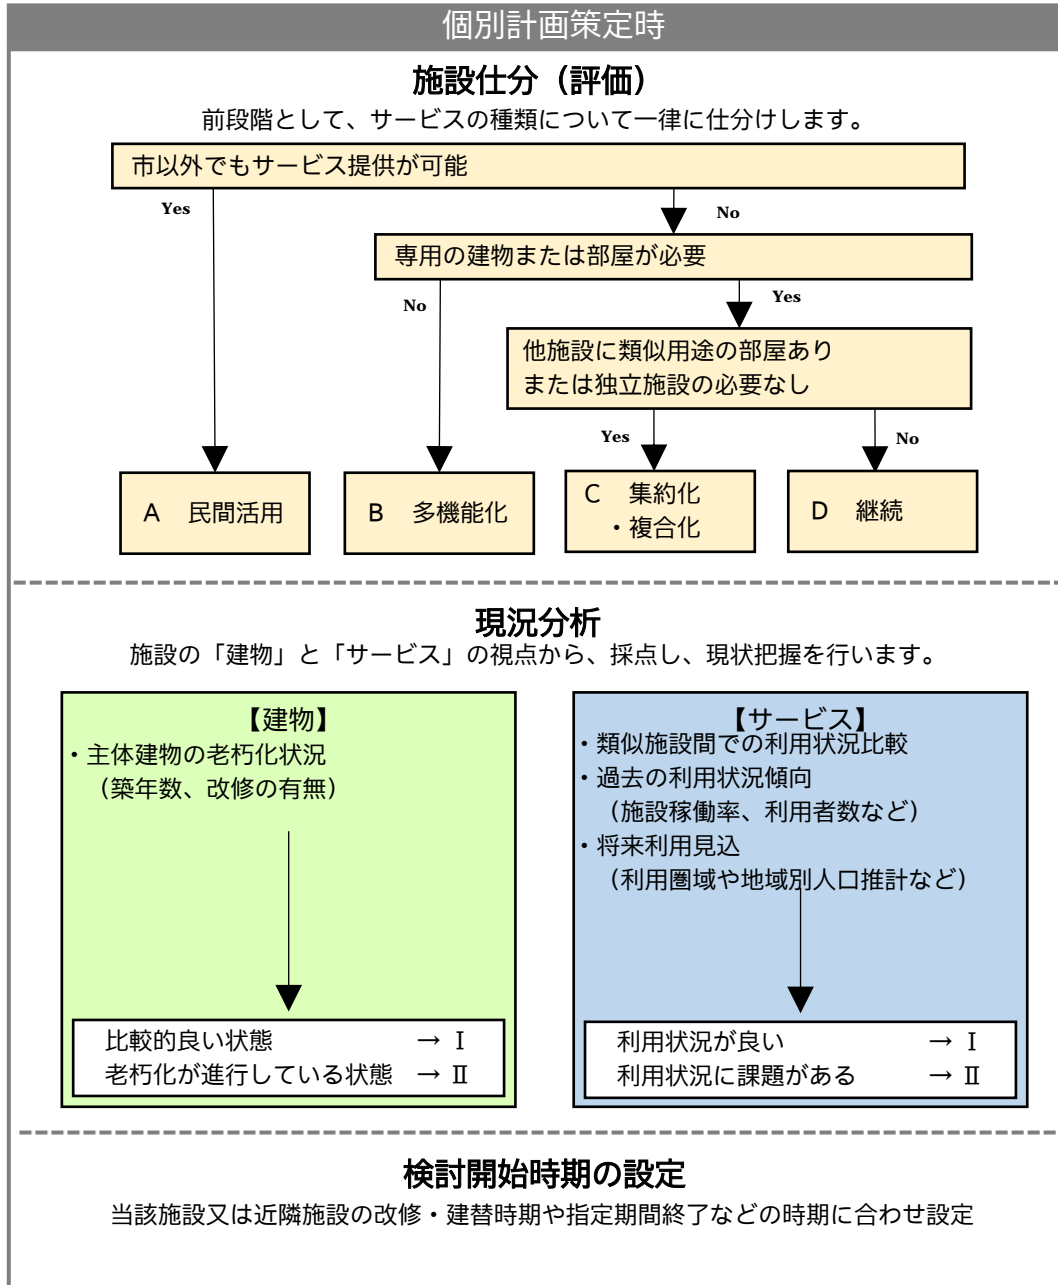 個別計画策定時
施設仕分（評価）
前段階として、サービスの種類について一律に仕分けします。
市以外でもサービス提供が可能
Yes
No
専用の建物または部屋が必要
No
Yes
他施設に類似用途の部屋あり
または独立施設の必要なし
Yes
No
A　民間活用
B　多機能化
C　集約化
・複合化
D　継続
現況分析
施設の「建物」と「サービス」の視点から、採点し、現状把握を行います。
【建物】
・主体建物の老朽化状況
（築年数、改修の有無）
比較的良い状態　→ Ⅰ
老朽化が進行している状態　→ Ⅱ
【サービス】
・類似施設間での利用状況比較
・過去の利用状況傾向
（施設稼働率、利用者数など）
・将来利用見込
（利用圏域や地域別人口推計など）
利用状況が良い　→ Ⅰ
利用状況に課題がある　→ Ⅱ
検討開始時期の設定
当該施設又は近隣施設の改修・建替時期や指定期間終了などの時期に合わせ設定